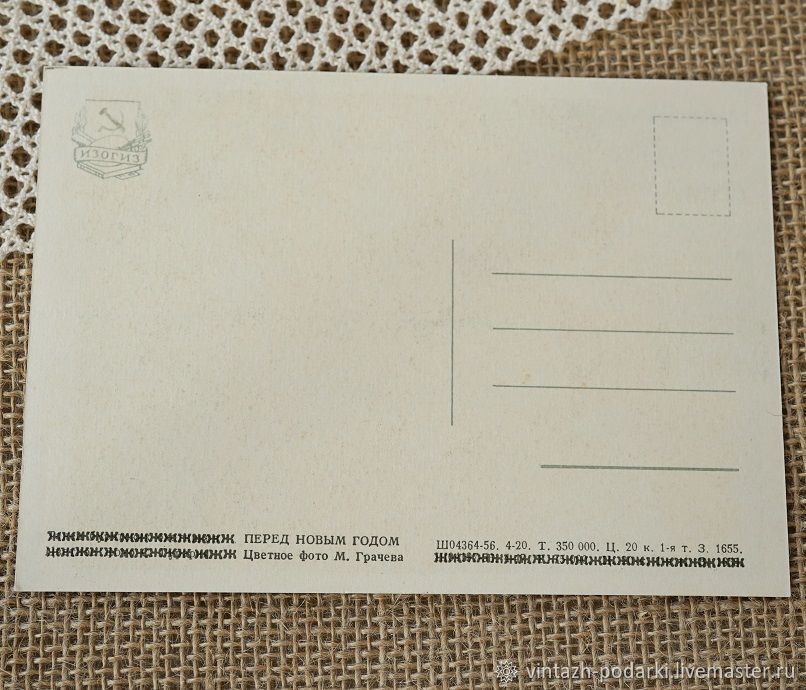 ИЗОГИЗ
ПЕРЕД НОВЫМ ГОДОМ
Цветное фото М. Грачева
Ш04364-56. 4-20. Т. 350 000. Ц. 20 к. 1-я т. З. 1655.
vintazh-podarki.livemaster.ru